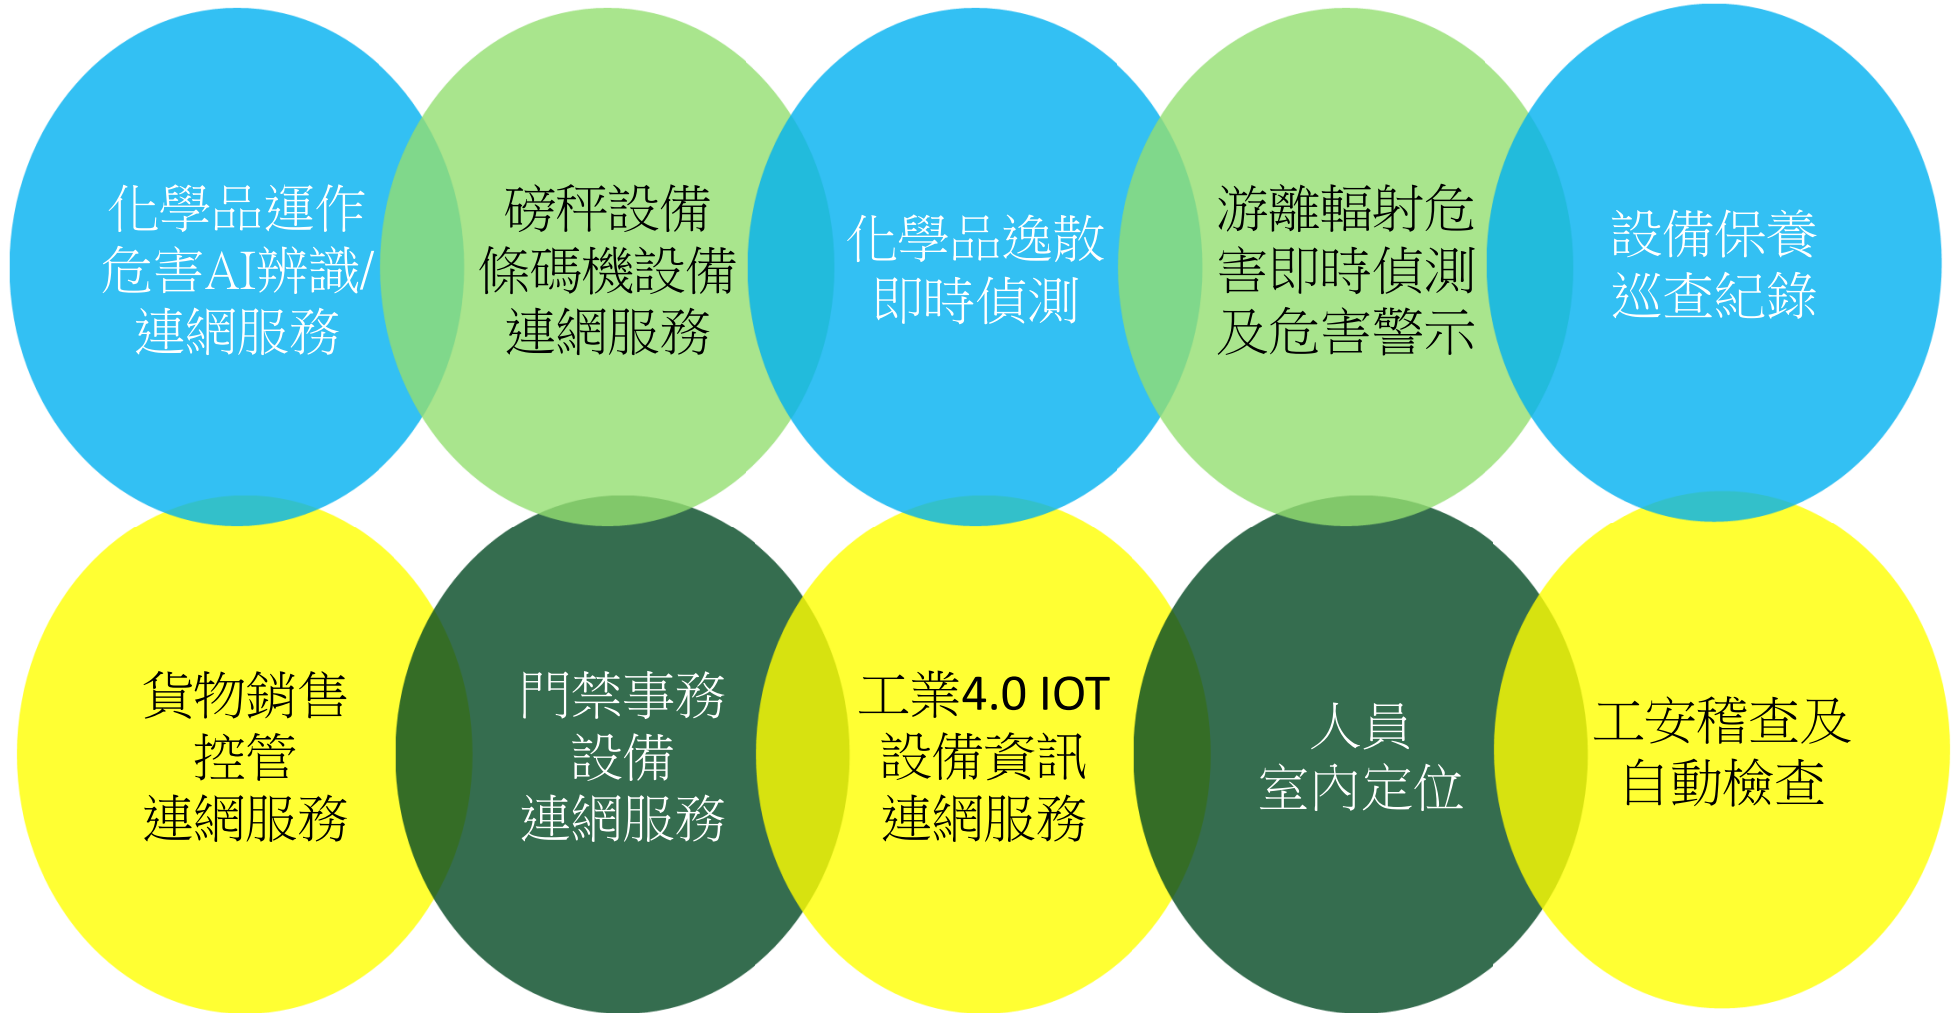 化學品運作
危害AI辨識/
連網服務
磅秤設備
條碼機設備
連網服務
化學品逸散
即時偵測
游離輻射危
害即時偵測
及危害警示
設備保養
巡查紀錄
貨物銷售
控管
連網服務
門禁事務
設備
連網服務
工業4.0 IOT
設備資訊
連網服務
人員
室內定位
工安稽查及
自動檢查